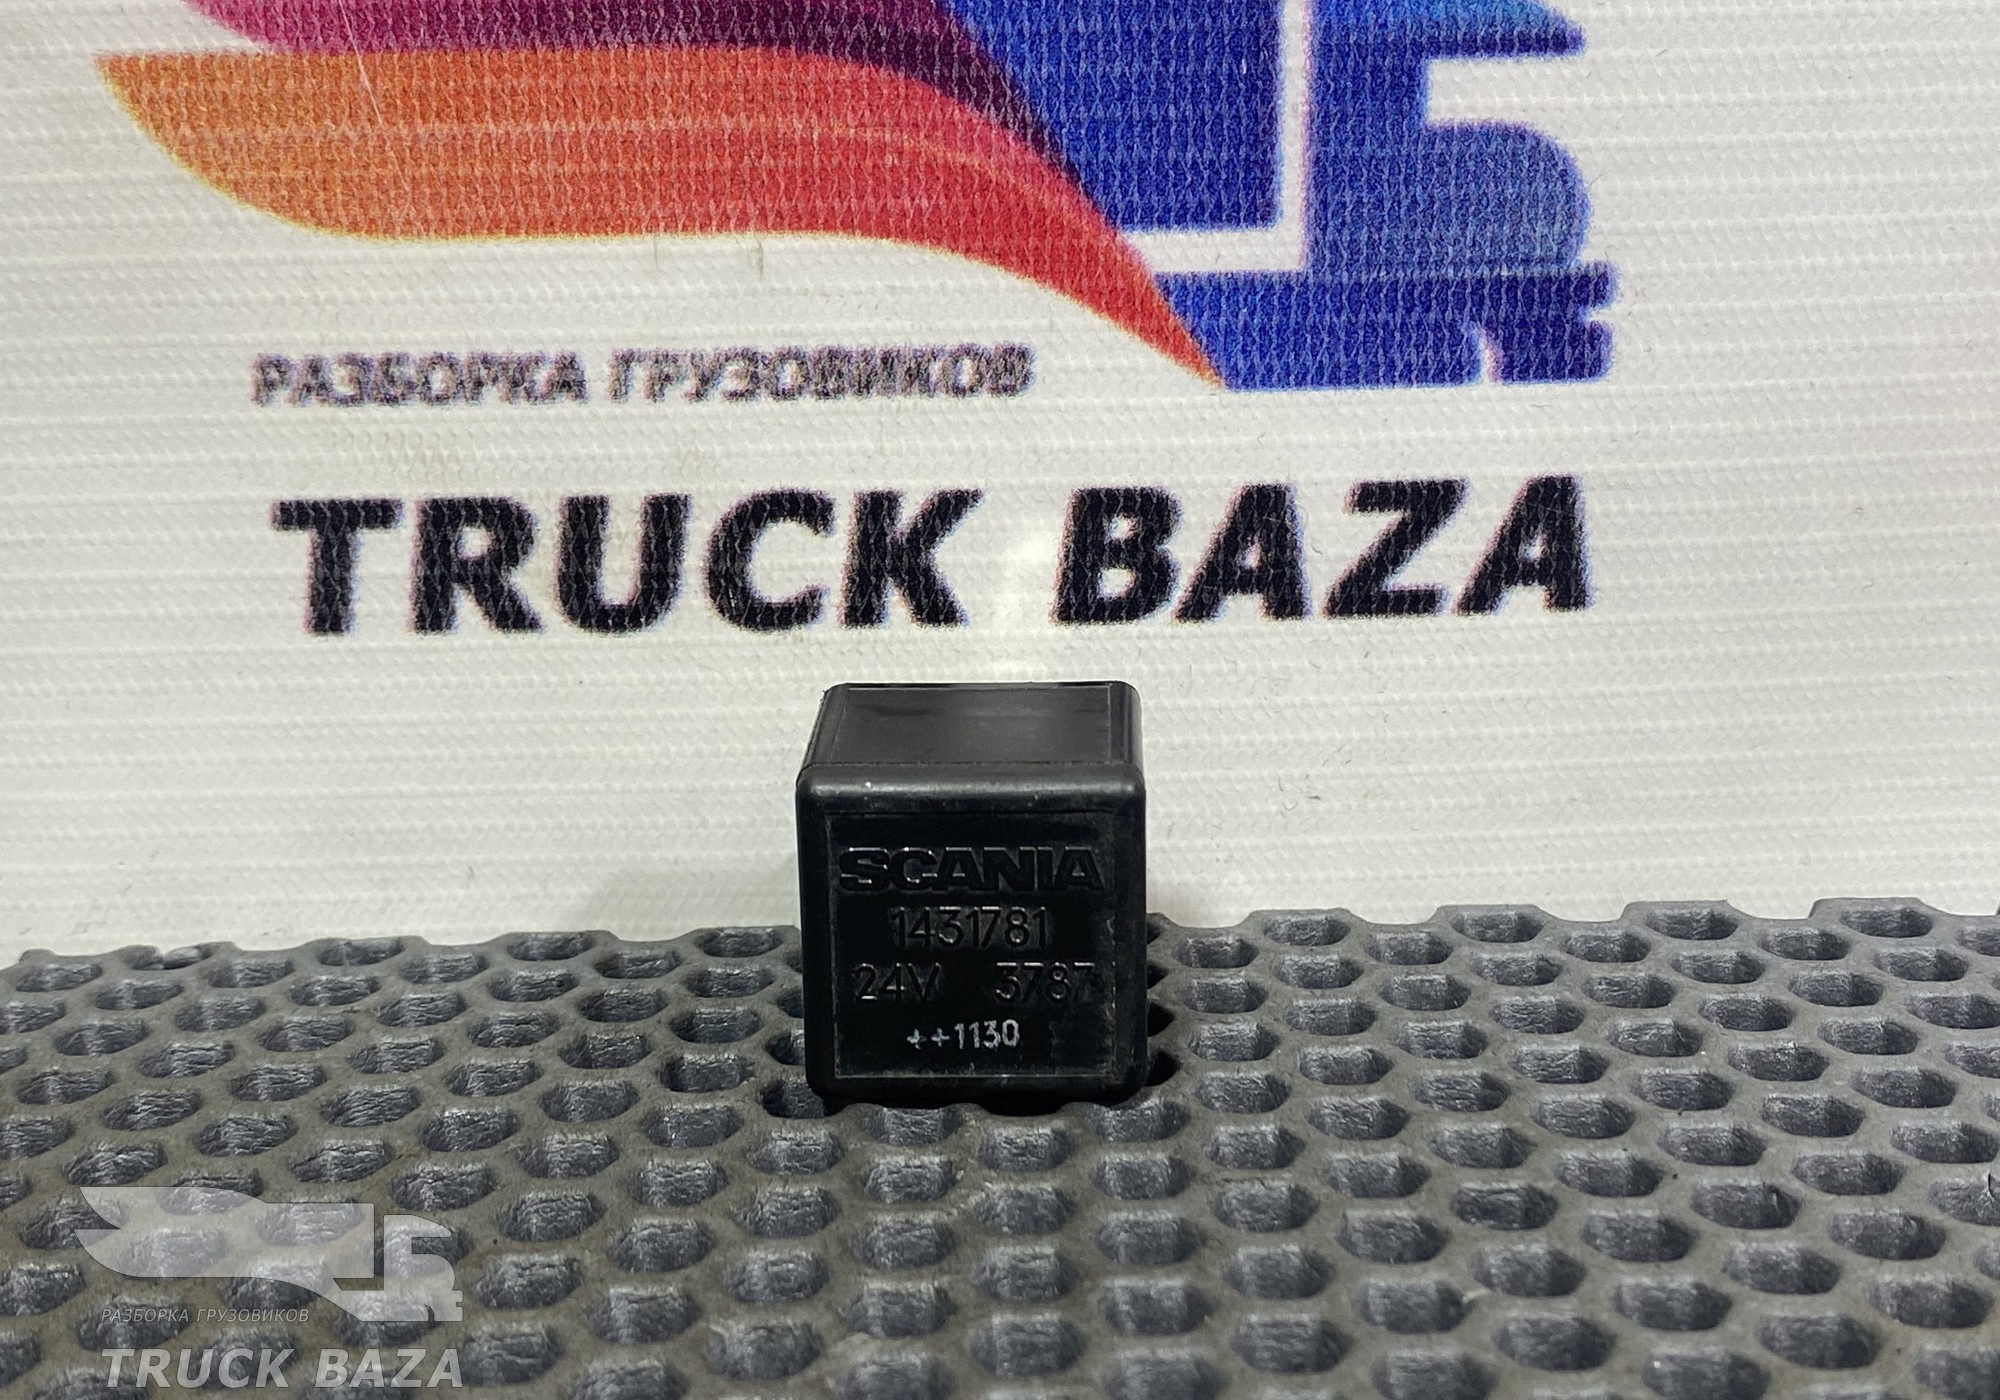 РАЗБОРКА ГРУЗОВИКОВ
TRUCK BAZA
SCANIA
1431781
24V 3787
++1130
РАЗБОРКА ГРУЗОВИКОВ
TRUCK BAZA